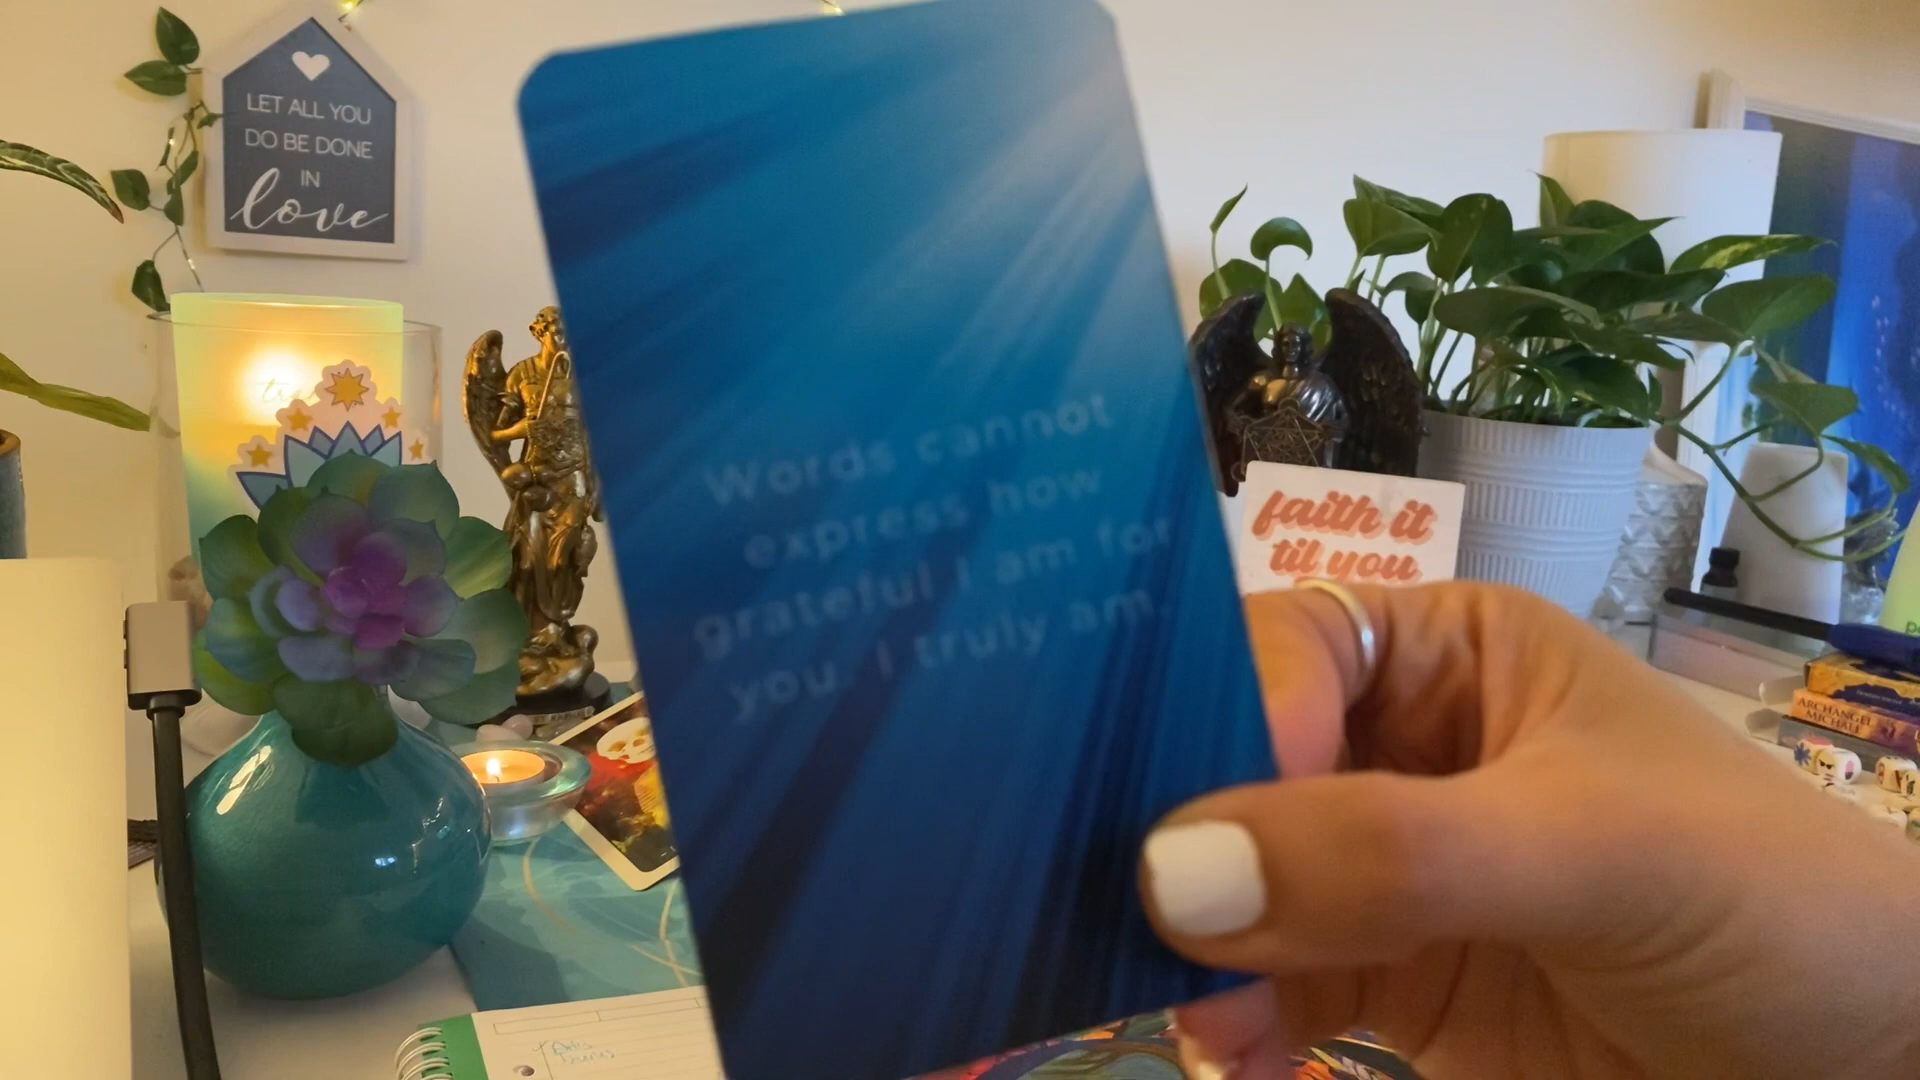 LET ALL YOU
DO BE DONE
IN
love
Words cannot
express how
grateful I am for
you. I truly am.
faith it
til you
ARCHANGEL
MICHAEL